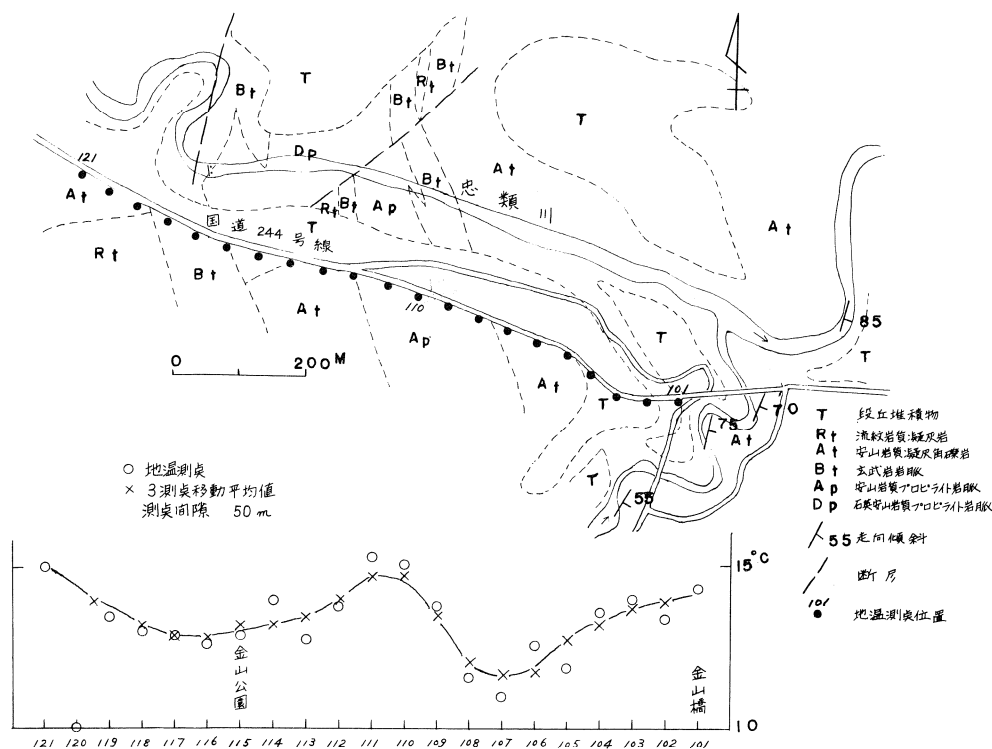 T
Bt
Rt
Bt
Bt
T
Dp
At
Bt
忠類川
At
121
At
Rt
Bt
Ap
国道244号線
T
Rt
Bt
At
110
Ap
0 200M
T
85
T
At
T
101
70
75
At
T
55
T 段丘堆積物
Rt 流紋岩質凝灰岩
At 安山岩質凝灰角礫岩
Bt 玄武岩岩脈
Ap 安山岩質プロピライト岩脈
Dp 石英安山岩質プロピライト岩脈
55 走向傾斜
断层
101
地温測点位置
○ 地温測点
× 3測点移動平均値
測点间隙 50m
15°C
金山公園
金山橋
10
121 120 119 118 117 116 115 114 113 112 111 110 109 108 107 106 105 104 103 102 101